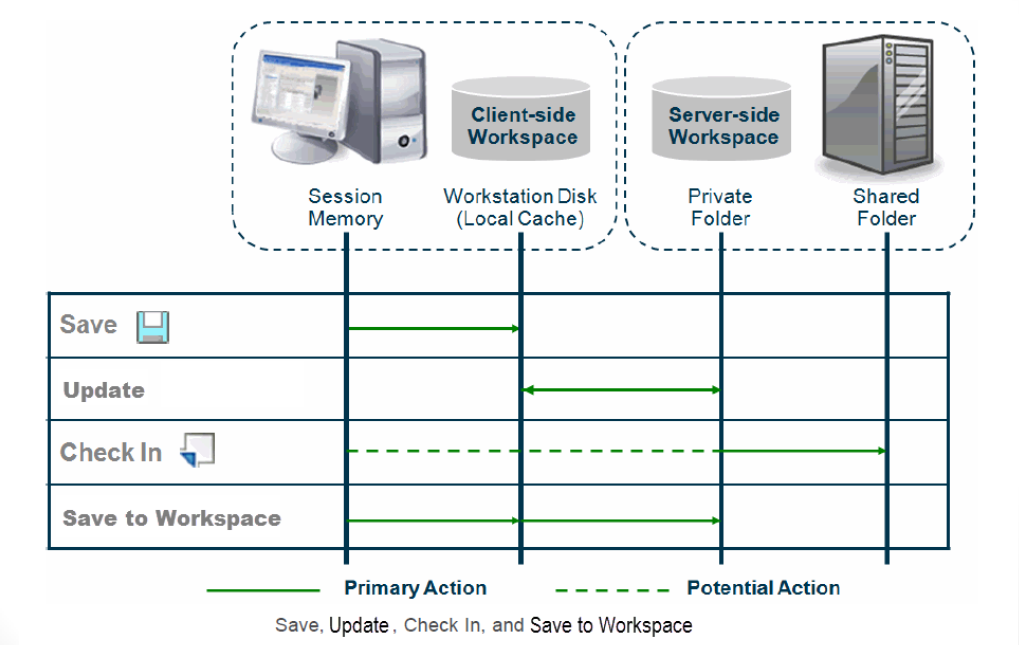 Client-side
Workspace
Server-side
Workspace
Session
Memory
Workstation Disk
(Local Cache)
Private
Folder
Shared
Folder
Save
Update
Check In
Save to Workspace
Primary Action
Potential Action
Save, Update, Check In, and Save to Workspace